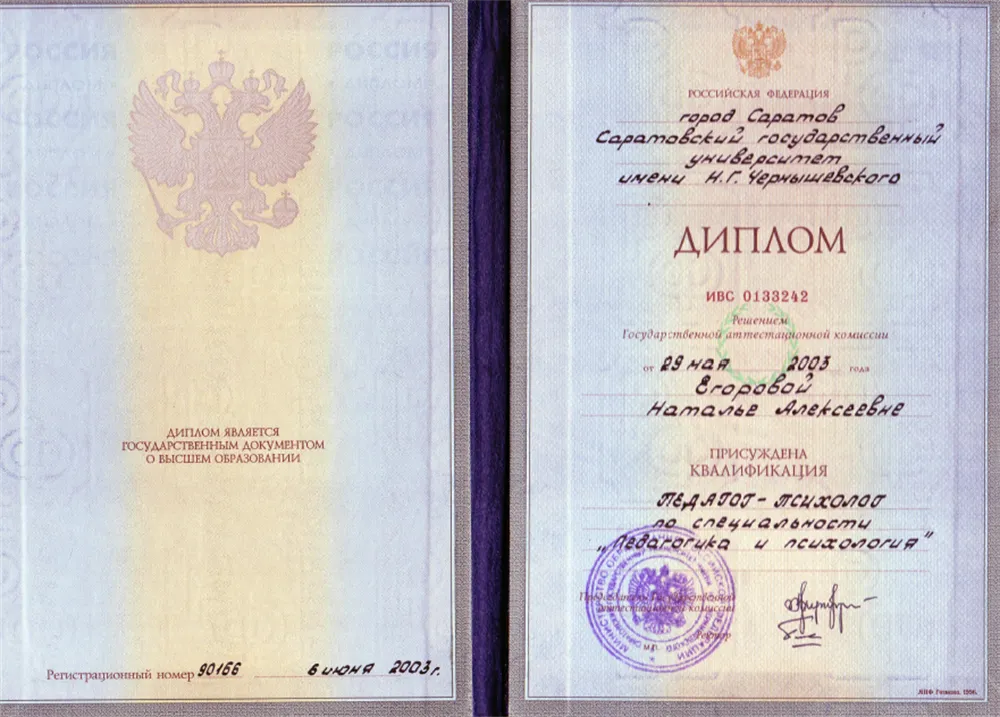 ДИПЛОМ ЯВЛЯЕТСЯ
ГОСУДАРСТВЕННЫМ ДОКУМЕНТОМ
О ВЫСШЕМ ОБРАЗОВАНИИ
Регистрационный номер 90166 6 июня 2003 г.
РОССИЙСКАЯ ФЕДЕРАЦИЯ
город Саратов
Саратовский государственный
университет
имени Н.Г. Чернышевского
ДИПЛОМ
ИВС 0133242
Решением
Государственной аттестационной комиссии
от 29 мая 2003 года
Егоровой
Наталье Алексеевне
ПРИСУЖДЕНА
КВАЛИФИКАЦИЯ
ПЕДАГОГ-ПСИХОЛОГ
по специальности
"Педагогика и психология"
Председатель Государственной
аттестационной комиссии
Ректор